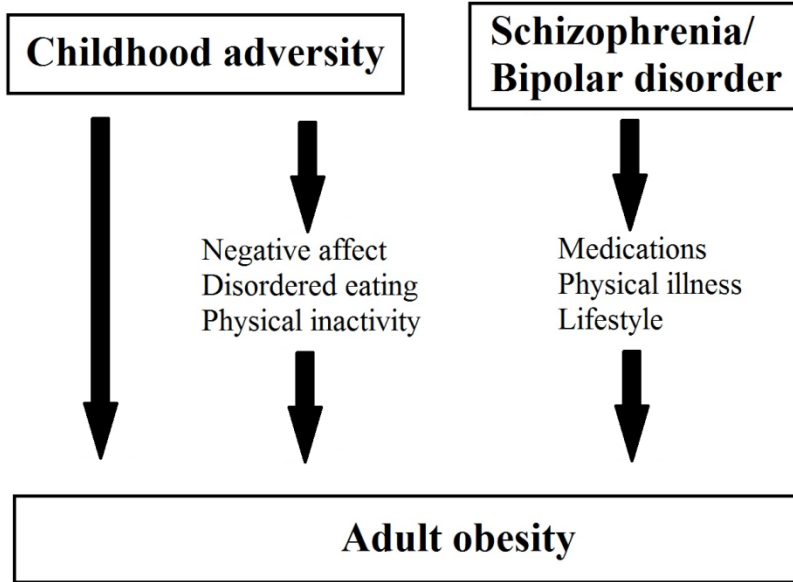 Childhood adversity
Schizophrenia/
Bipolar disorder
Negative affect
Disordered eating
Physical inactivity
Medications
Physical illness
Lifestyle
Adult obesity